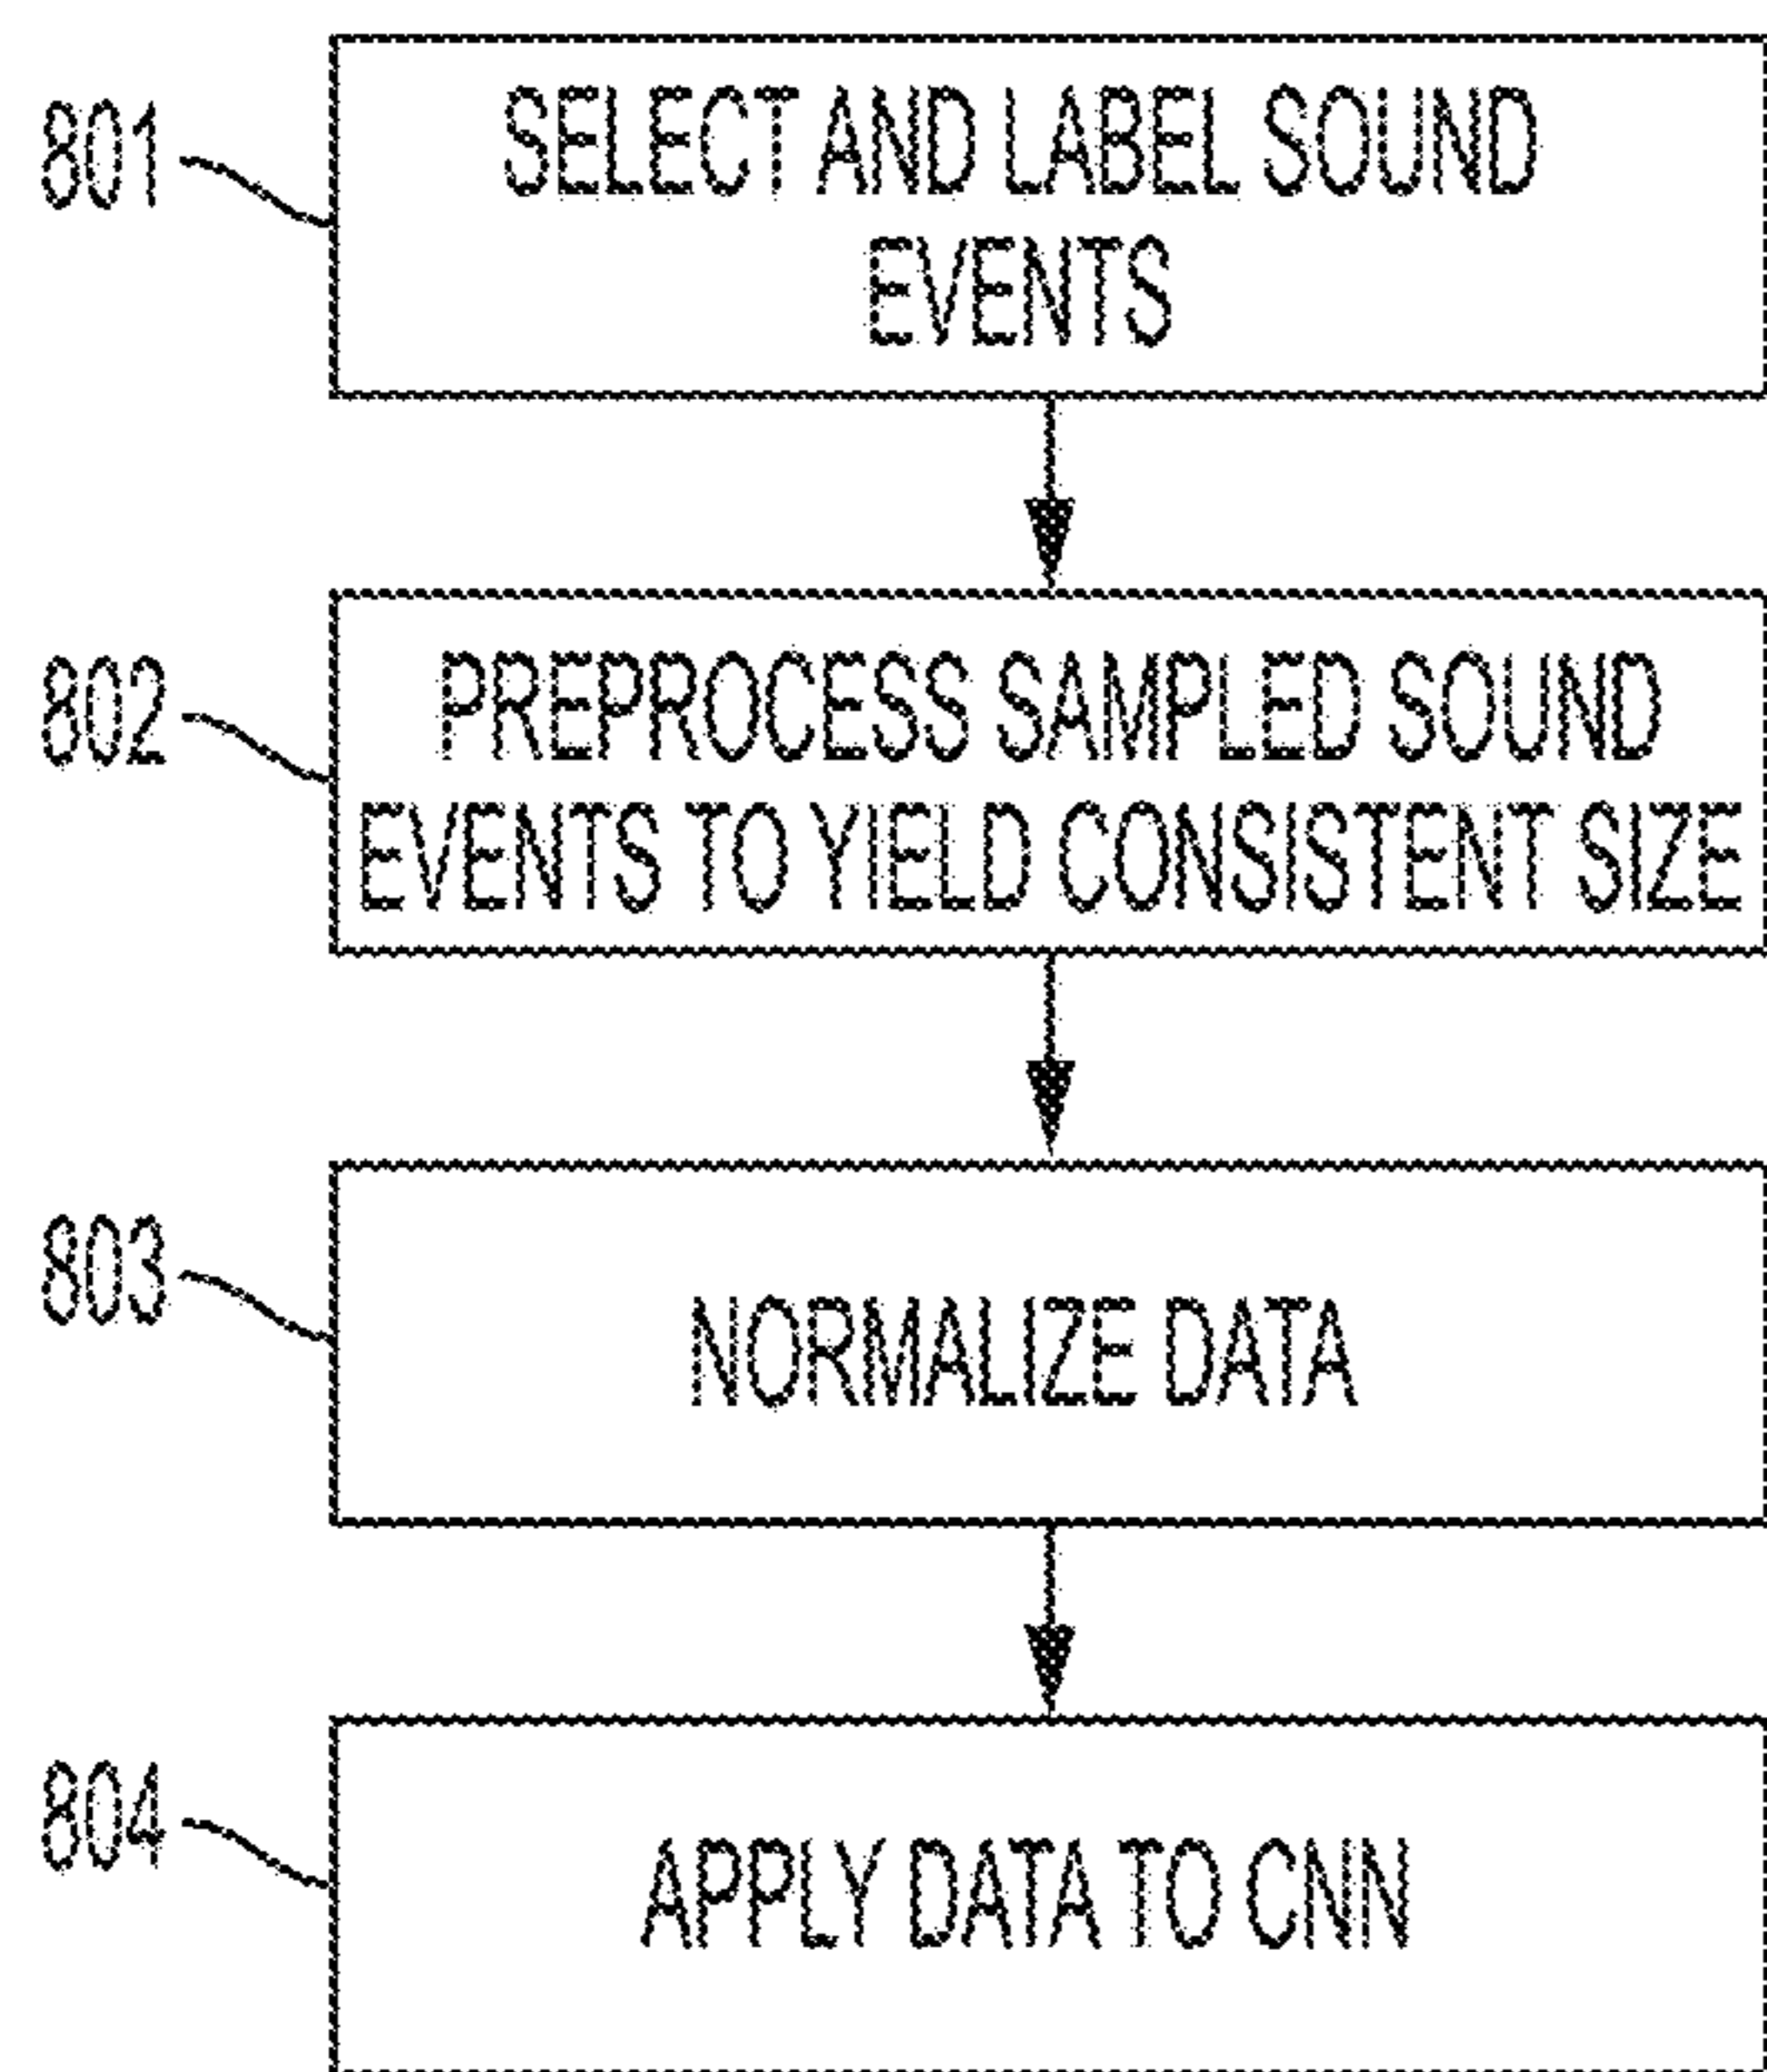 801
SELECT AND LABEL SOUND
EVENTS
802
PREPROCESS SAMPLED SOUND
EVENTS TO YIELD CONSISTENT SIZE
803
NORMALIZE DATA
804
APPLY DATA TO CNN